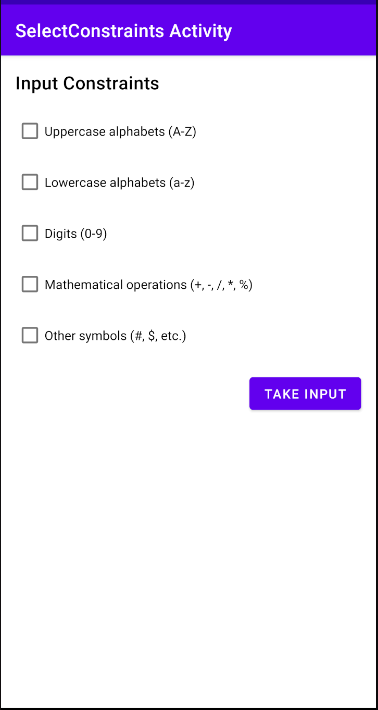 SelectConstraints Activity
Input Constraints
Uppercase alphabets (A-Z)
Lowercase alphabets (a-z)
Digits (0-9)
Mathematical operations (+, -, /, *, %)
Other symbols (#, $, etc.)
TAKE INPUT